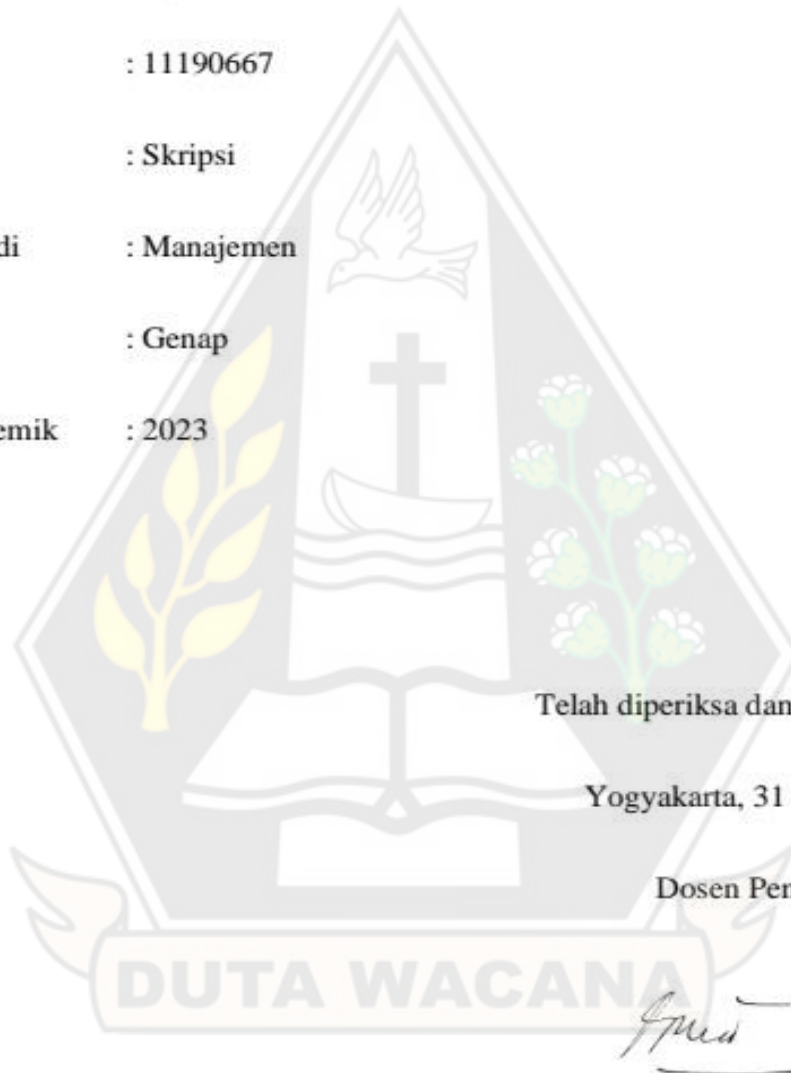 : 11190667
: Skripsi
di : Manajemen
: Genap
emik : 2023
Telah diperiksa dan
Yogyakarta, 31
Dosen Pe
DUTA WACANA